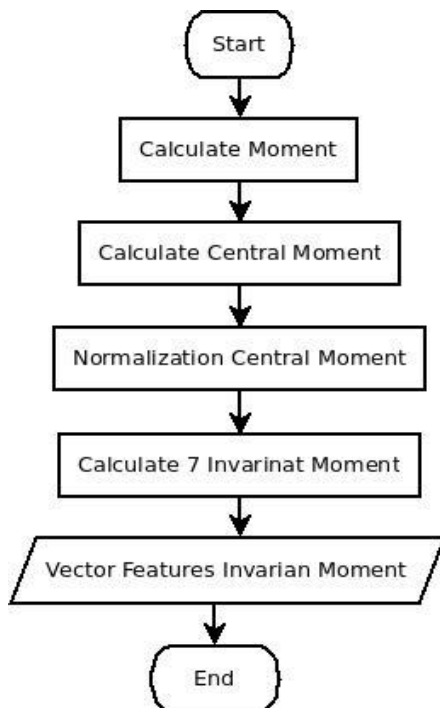 Start
Calculate Moment
Calculate Central Moment
Normalization Central Moment
Calculate 7 Invarinat Moment
Vector Features Invarian Moment
End